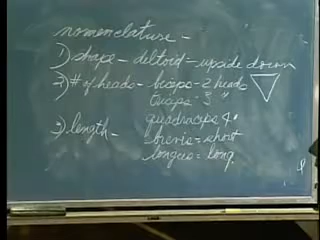 nomenclature -
1) shape - deltoid - upside down
2) # of heads - biceps - 2 heads
triceps - 3 "
quadraceps 4"
3) length - brevis = short
longus = long